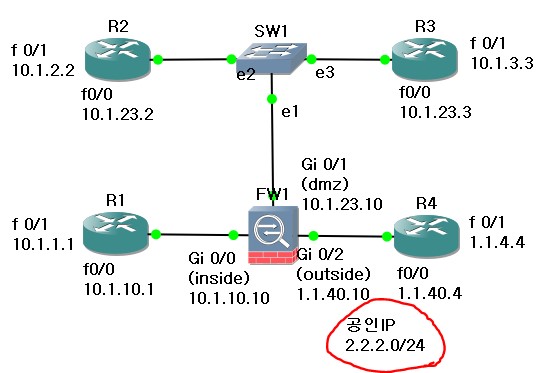 R2
SW1
R3
f 0/1
10.1.2.2
f 0/1
10.1.3.3
e2
e3
f0/0
10.1.23.2
f0/0
10.1.23.3
e1
Gi 0/1
(dmz)
10.1.23.10
R1
FW1
R4
f 0/1
10.1.1.1
f 0/1
1.1.4.4
f0/0
10.1.10.1
Gi 0/0
(inside)
10.1.10.10
Gi 0/2
(outside)
1.1.40.10
f0/0
1.1.40.4
공인IP
2.2.2.0/24